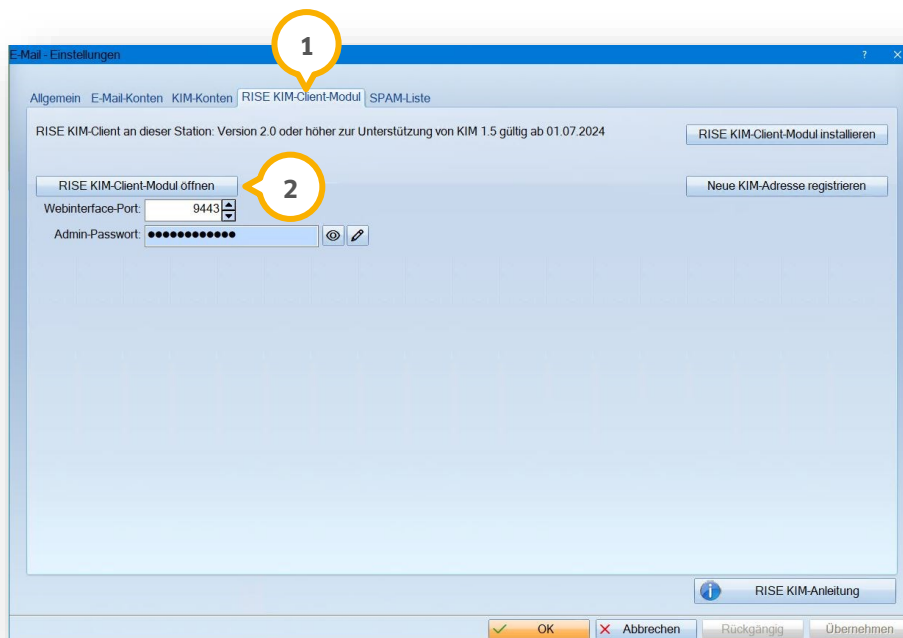 1
E-Mail - Einstellungen
Allgemein E-Mail-Konten KIM-Konten RISE KIM-Client-Modul SPAM-Liste
RISE KIM-Client an dieser Station: Version 2.0 oder höher zur Unterstützung von KIM 1.5 gültig ab 01.07.2024
RISE KIM-Client-Modul installieren
RISE KIM-Client-Modul öffnen
2
Neue KIM-Adresse registrieren
Webinterface-Port: 9443
Admin-Passwort: ●●●●●●●●●●●●
RISE KIM-Anleitung
OK Abbrechen Rückgängig Übernehmen